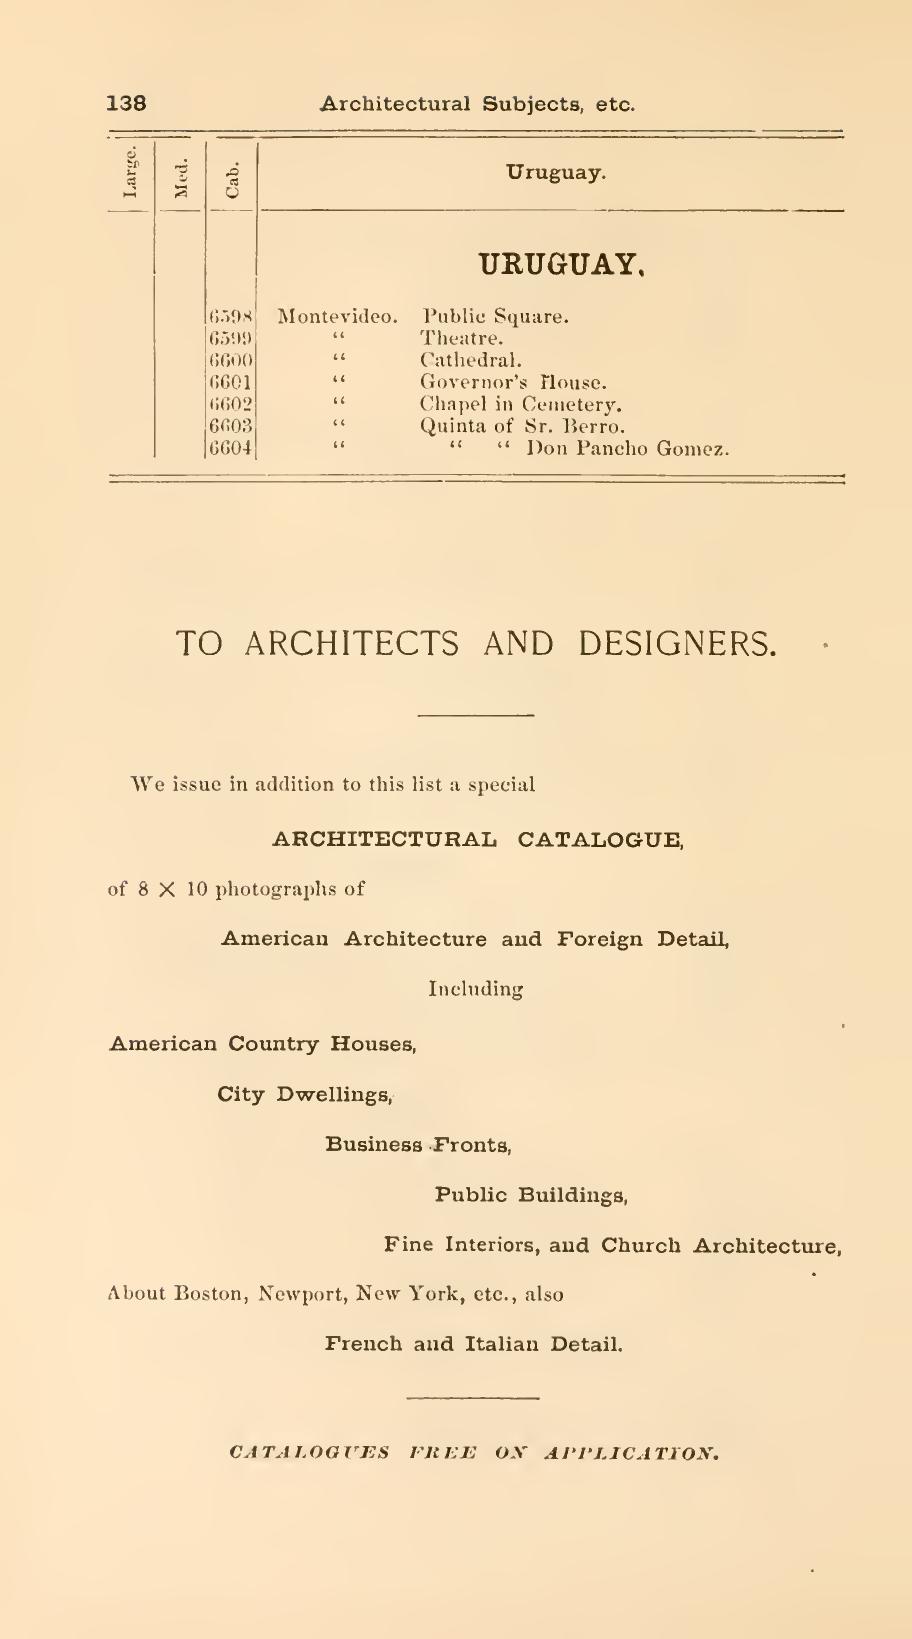 138 Architectural Subjects, etc.
Large. Med. Cab. Uruguay.
URUGUAY.
6598 Montevideo. Public Square.
6599 “ Theatre.
6600 “ Cathedral.
6601 “ Governor's House.
6602 “ Chapel in Cemetery.
6603 “ Quinta of Sr. Berro.
6604 “ “ “ Don Pancho Gomez.
TO ARCHITECTS AND DESIGNERS.
We issue in addition to this list a special
ARCHITECTURAL CATALOGUE,
of 8 × 10 photographs of
American Architecture and Foreign Detail,
Including
American Country Houses,
City Dwellings,
Business Fronts,
Public Buildings,
Fine Interiors, and Church Architecture,
About Boston, Newport, New York, etc., also
French and Italian Detail.
CATALOGUES FREE ON APPLICATION.